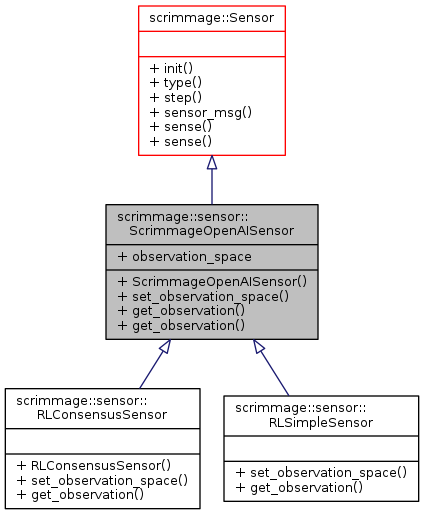 scrimmage::Sensor
+ init()
+ type()
+ step()
+ sensor_msg()
+ sense()
+ sense()
scrimmage::sensor::
ScrimmageOpenAISensor
+ observation_space
+ ScrimmageOpenAISensor()
+ set_observation_space()
+ get_observation()
+ get_observation()
scrimmage::sensor::
RLConsensusSensor
+ RLConsensusSensor()
+ set_observation_space()
+ get_observation()
scrimmage::sensor::
RLSimpleSensor
+ set_observation_space()
+ get_observation()